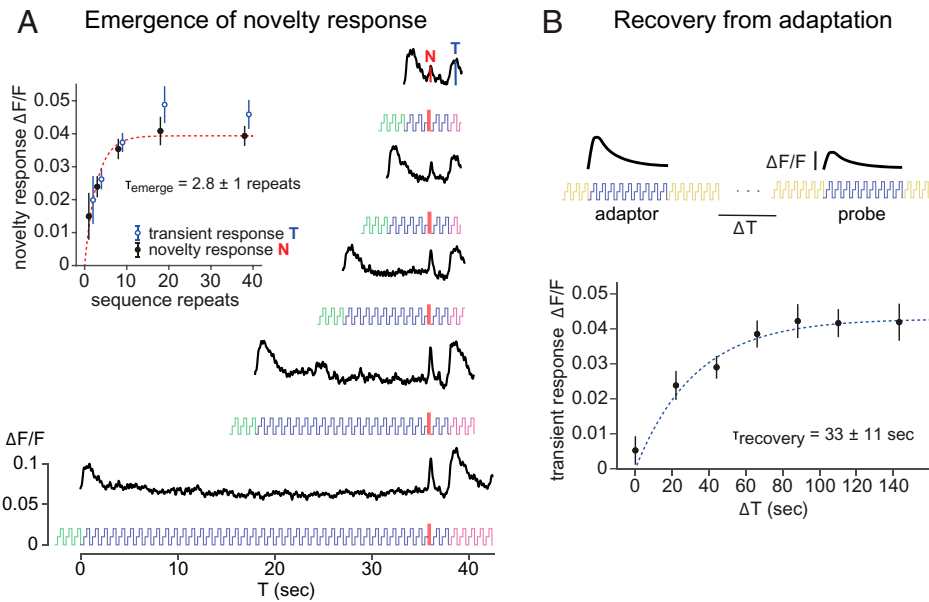 A
Emergence of novelty response
novelty response ΔF/F
0.05
0.04
0.03
0.02
0.01
0
τemerge = 2.8 ± 1 repeats
transient response T
novelty response N
0 10 20 30 40
sequence repeats
N
T
ΔF/F
0.1
0.05
0
0 10 20 30 40
T (sec)
B
Recovery from adaptation
ΔF/F
adaptor
. . .
ΔT
probe
transient response ΔF/F
0.05
0.04
0.03
0.02
0.01
0
τrecovery = 33 ± 11 sec
0 20 40 60 80 100 120 140
ΔT (sec)